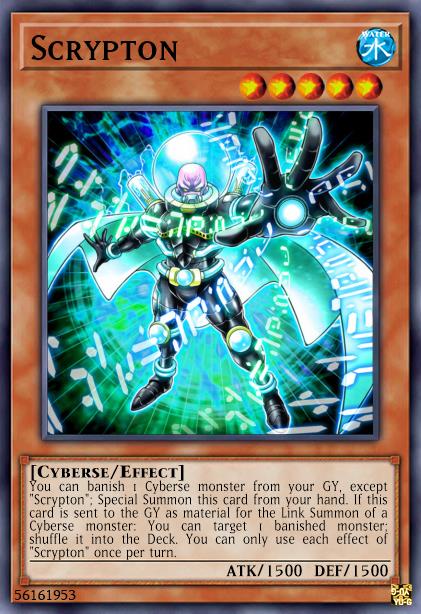 Scrypton
WATER
水
[Cyberse/Effect]
You can banish 1 Cyberse monster from your GY, except
"Scrypton"; Special Summon this card from your hand. If this
card is sent to the GY as material for the Link Summon of a
Cyberse monster: You can target 1 banished monster;
shuffle it into the Deck. You can only use each effect of
"Scrypton" once per turn.
ATK/1500 DEF/1500
56161953